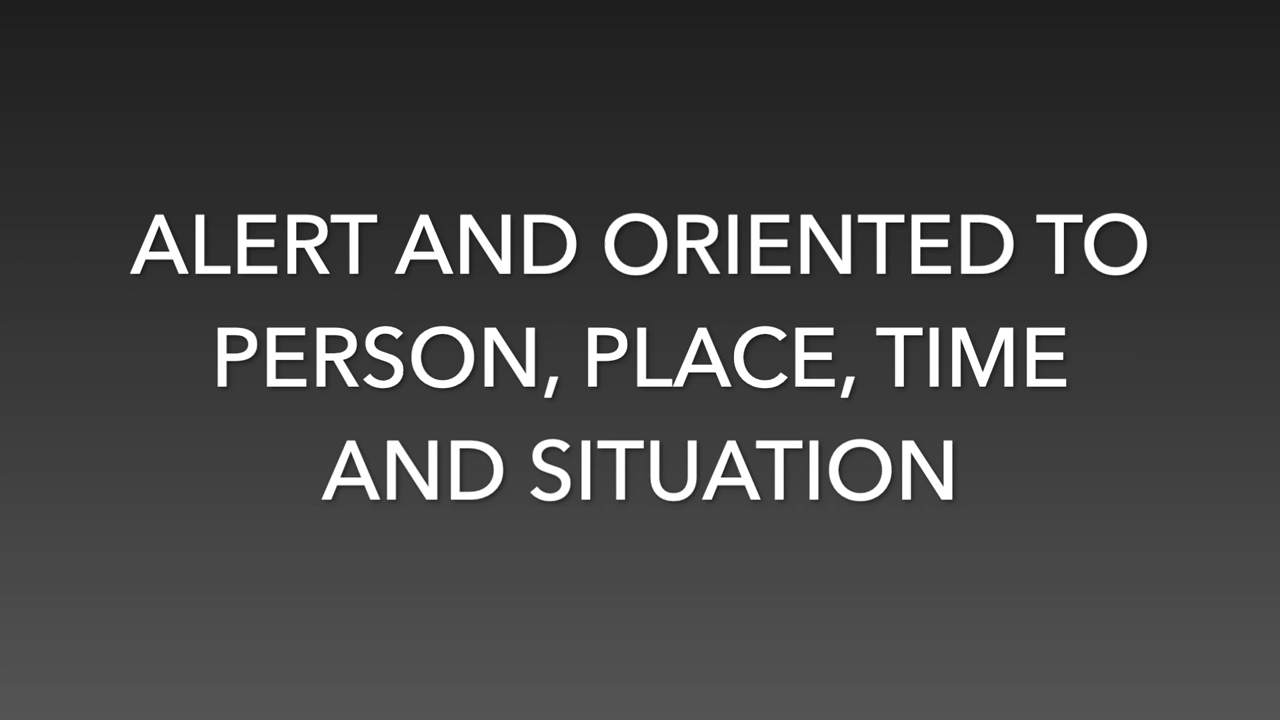 ALERT AND ORIENTED TO
PERSON, PLACE, TIME
AND SITUATION